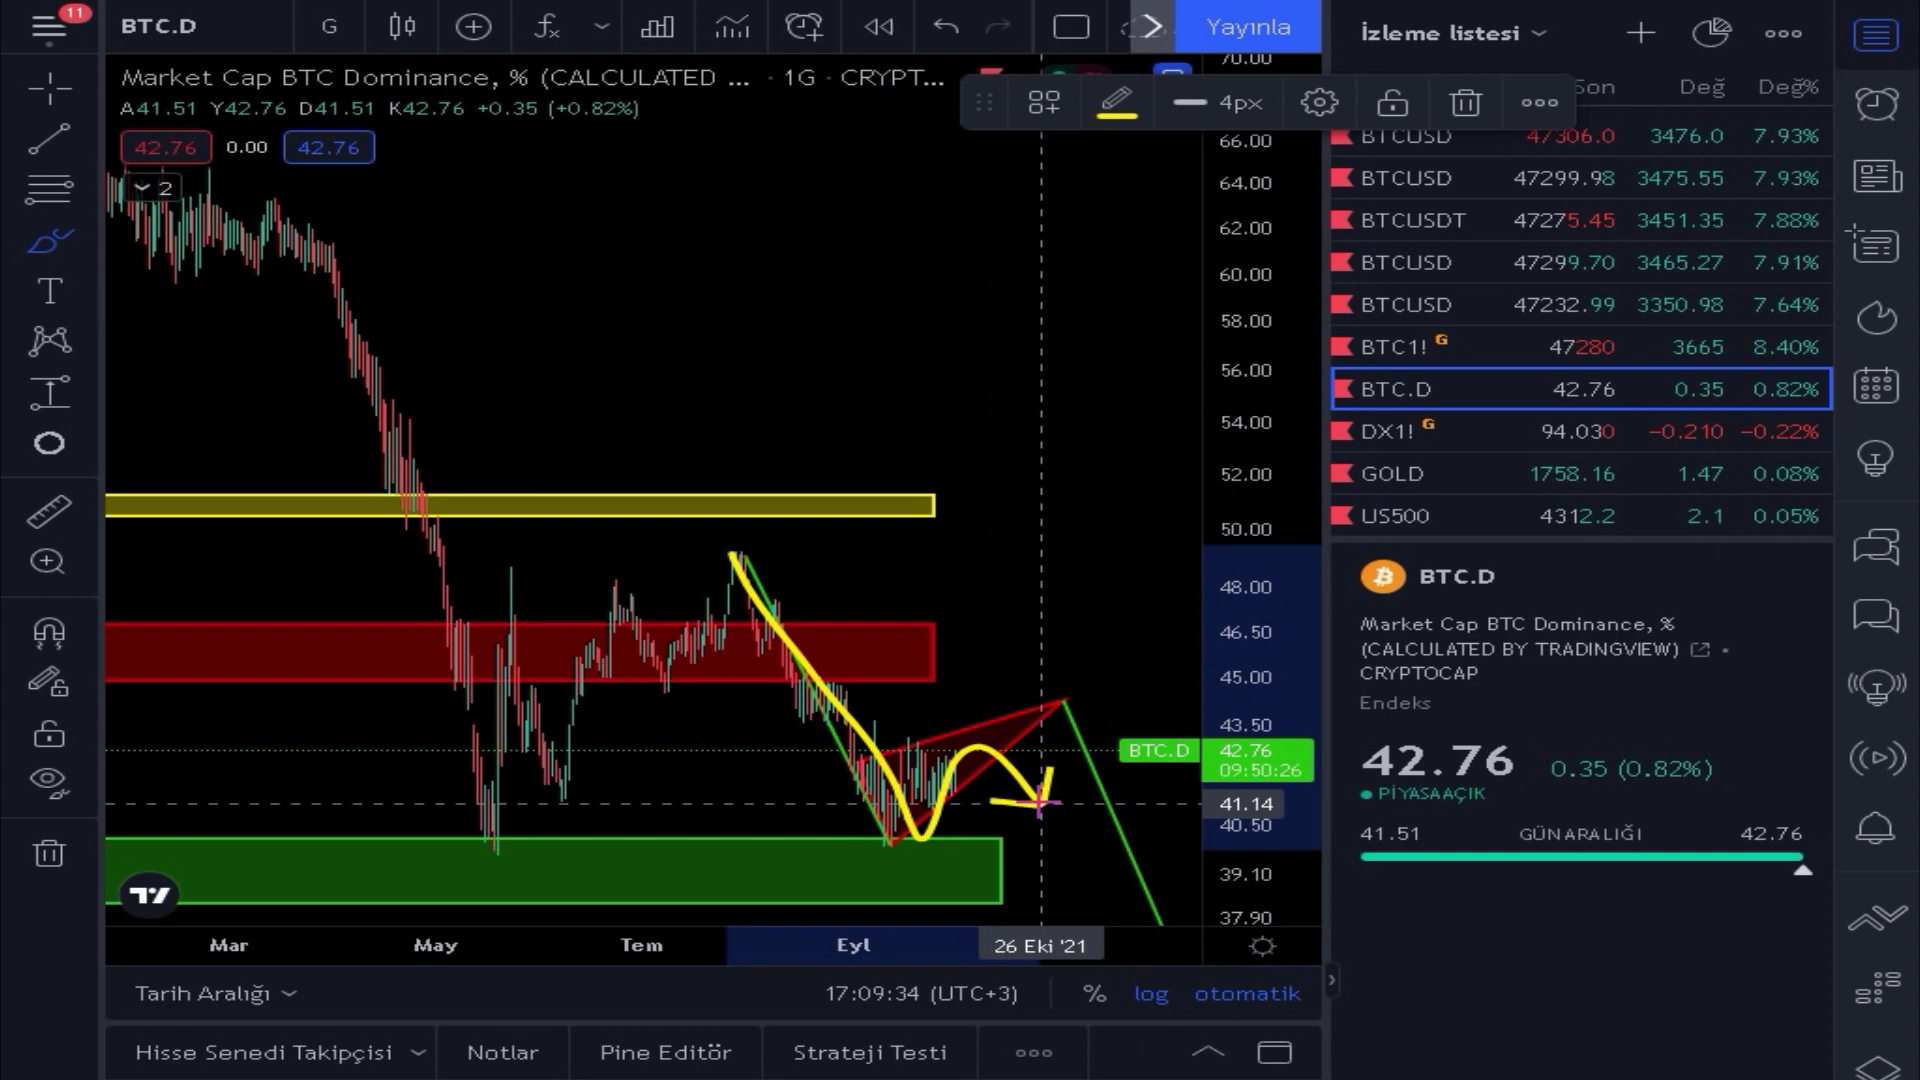 11
BTC.D
G
Yayınla
İzleme listesi
Market Cap BTC Dominance, % (CALCULATED ... · 1G · CRYPT...
A41.51 Y42.76 D41.51 K42.76 +0.35 (+0.82%)
42.76 0.00 42.76
2
4px
Son Değ Değ%
BTCUSD 47306.0 3476.0 7.93%
BTCUSD 47299.98 3475.55 7.93%
BTCUSDT 47275.45 3451.35 7.88%
BTCUSD 47299.70 3465.27 7.91%
BTCUSD 47232.99 3350.98 7.64%
BTC1! G 47280 3665 8.40%
BTC.D 42.76 0.35 0.82%
DX1! G 94.030 −0.210 −0.22%
GOLD 1758.16 1.47 0.08%
US500 4312.2 2.1 0.05%
70.00
66.00
64.00
62.00
60.00
58.00
56.00
54.00
52.00
50.00
48.00
46.50
45.00
43.50
BTC.D 42.76
09:50:26
41.14
40.50
39.10
37.90
BTC.D
Market Cap BTC Dominance, %
(CALCULATED BY TRADINGVIEW)
CRYPTOCAP
Endeks
42.76 0.35 (0.82%)
PİYASA AÇIK
41.51 GÜN ARALIĞI 42.76
Mar May Tem Eyl 26 Eki '21
Tarih Aralığı 17:09:34 (UTC+3) % log otomatik
Hisse Senedi Takipçisi Notlar Pine Editör Strateji Testi